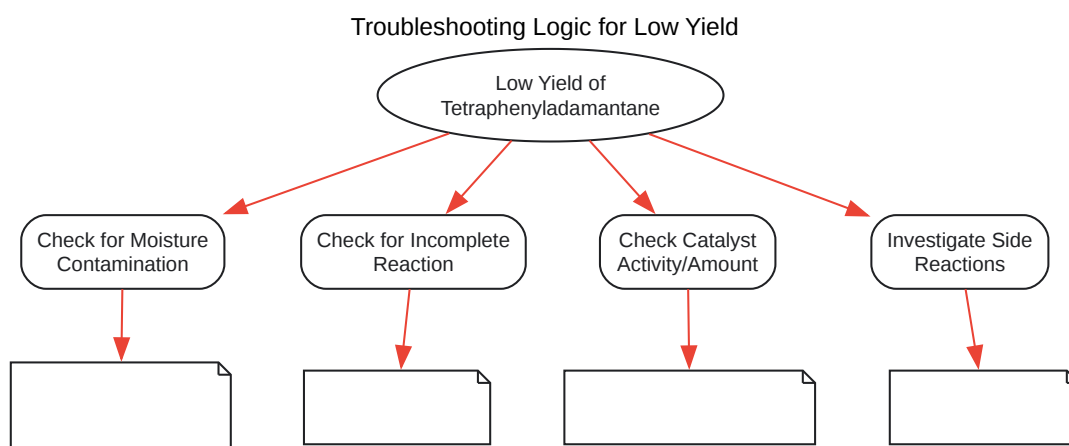 Troubleshooting Logic for Low Yield
Low Yield of
Tetraphenyladamantane
Check for Moisture
Contamination
Check for Incomplete
Reaction
Check Catalyst
Activity/Amount
Investigate Side
Reactions